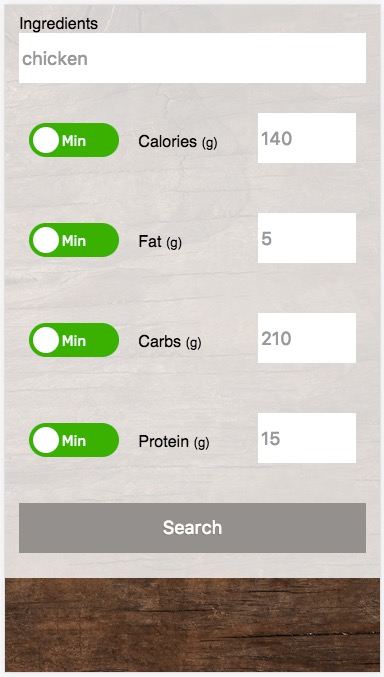 Ingredients
chicken
Min Calories (g) 140
Min Fat (g) 5
Min Carbs (g) 210
Min Protein (g) 15
Search